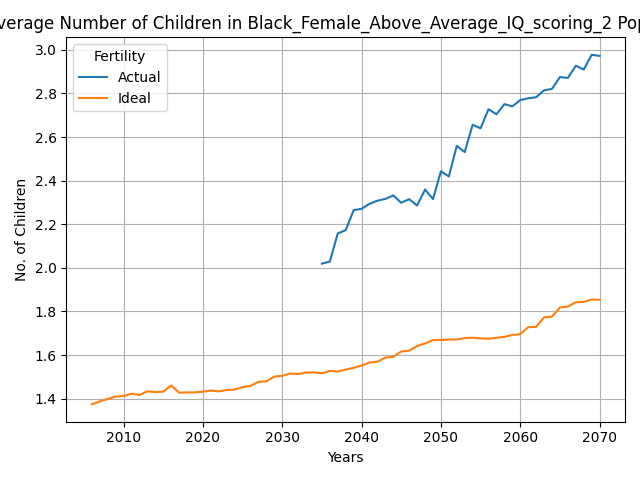 verage Number of Children in Black_Female_Above_Average_IQ_scoring_2 Pop
Fertility
Actual
Ideal
No. of Children
3.0
2.8
2.6
2.4
2.2
2.0
1.8
1.6
1.4
2010 2020 2030 2040 2050 2060 2070
Years